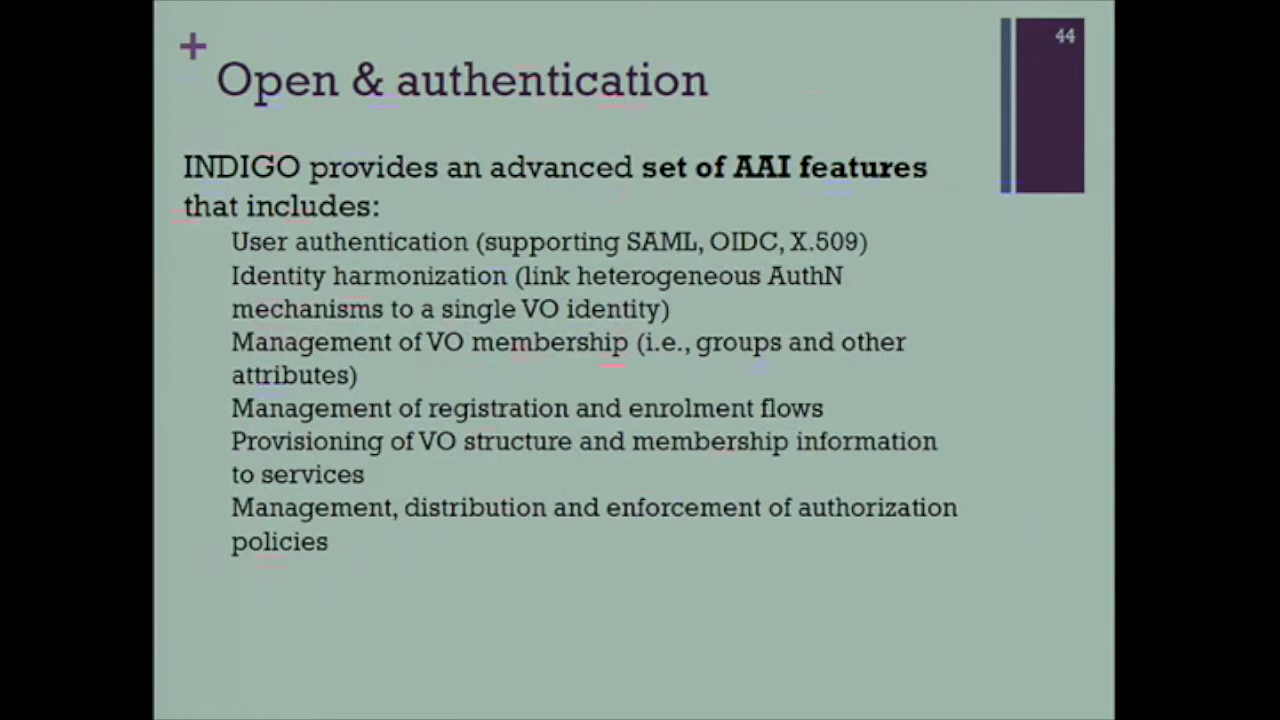 44
+
Open & authentication
INDIGO provides an advanced set of AAI features
that includes:
User authentication (supporting SAML, OIDC, X.509)
Identity harmonization (link heterogeneous AuthN
mechanisms to a single VO identity)
Management of VO membership (i.e., groups and other
attributes)
Management of registration and enrolment flows
Provisioning of VO structure and membership information
to services
Management, distribution and enforcement of authorization
policies